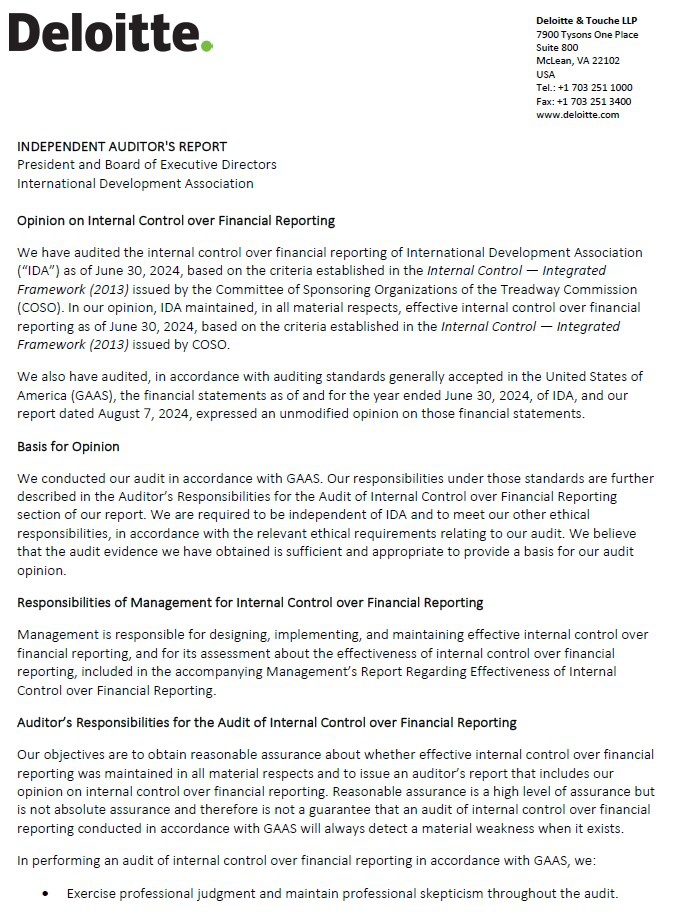 Deloitte.
Deloitte & Touche LLP
7900 Tysons One Place
Suite 800
McLean, VA 22102
USA
Tel.: +1 703 251 1000
Fax: +1 703 251 3400
www.deloitte.com
INDEPENDENT AUDITOR'S REPORT
President and Board of Executive Directors
International Development Association
Opinion on Internal Control over Financial Reporting
We have audited the internal control over financial reporting of International Development Association
(“IDA”) as of June 30, 2024, based on the criteria established in the Internal Control — Integrated
Framework (2013) issued by the Committee of Sponsoring Organizations of the Treadway Commission
(COSO). In our opinion, IDA maintained, in all material respects, effective internal control over financial
reporting as of June 30, 2024, based on the criteria established in the Internal Control — Integrated
Framework (2013) issued by COSO.
We also have audited, in accordance with auditing standards generally accepted in the United States of
America (GAAS), the financial statements as of and for the year ended June 30, 2024, of IDA, and our
report dated August 7, 2024, expressed an unmodified opinion on those financial statements.
Basis for Opinion
We conducted our audit in accordance with GAAS. Our responsibilities under those standards are further
described in the Auditor’s Responsibilities for the Audit of Internal Control over Financial Reporting
section of our report. We are required to be independent of IDA and to meet our other ethical
responsibilities, in accordance with the relevant ethical requirements relating to our audit. We believe
that the audit evidence we have obtained is sufficient and appropriate to provide a basis for our audit
opinion.
Responsibilities of Management for Internal Control over Financial Reporting
Management is responsible for designing, implementing, and maintaining effective internal control over
financial reporting, and for its assessment about the effectiveness of internal control over financial
reporting, included in the accompanying Management’s Report Regarding Effectiveness of Internal
Control over Financial Reporting.
Auditor’s Responsibilities for the Audit of Internal Control over Financial Reporting
Our objectives are to obtain reasonable assurance about whether effective internal control over financial
reporting was maintained in all material respects and to issue an auditor’s report that includes our
opinion on internal control over financial reporting. Reasonable assurance is a high level of assurance but
is not absolute assurance and therefore is not a guarantee that an audit of internal control over financial
reporting conducted in accordance with GAAS will always detect a material weakness when it exists.
In performing an audit of internal control over financial reporting in accordance with GAAS, we:
• Exercise professional judgment and maintain professional skepticism throughout the audit.